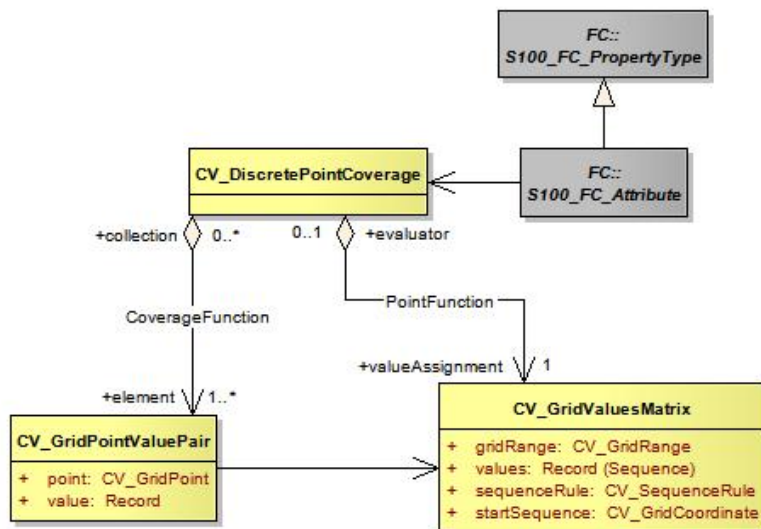 FC::
S100_FC_PropertyType
CV_DiscretePointCoverage
FC::
S100_FC_Attribute
+collection
0..*
0..1
+evaluator
CoverageFunction
PointFunction
+valueAssignment
1
+element
1..*
CV_GridPointValuePair
+ point: CV_GridPoint
+ value: Record
CV_GridValuesMatrix
+ gridRange: CV_GridRange
+ values: Record (Sequence)
+ sequenceRule: CV_SequenceRule
+ startSequence: CV_GridCoordinate